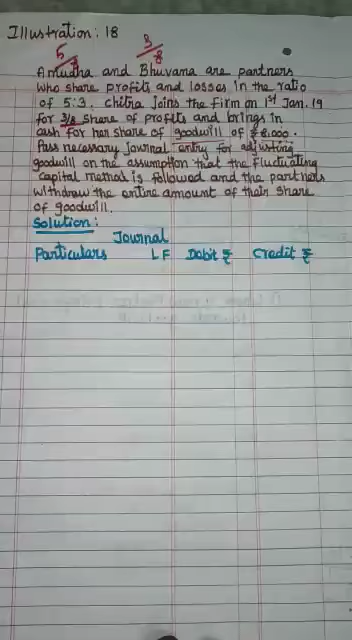 Illustration: 18
5/8 3/8
Amudha and Bhuvana are partners
who share profits and losses in the ratio
of 5:3. Chitra joins the firm on 1st Jan. 19
for 3/8 share of profits and brings in
cash for her share of goodwill of ₹ 8,000.
Pass necessary journal entry for adjusting
goodwill on the assumption that the fluctuating
capital method is followed and the partners
withdrew the entire amount of their share
of goodwill.
Solution:
Journal
Particulars LF Debit ₹ Credit ₹